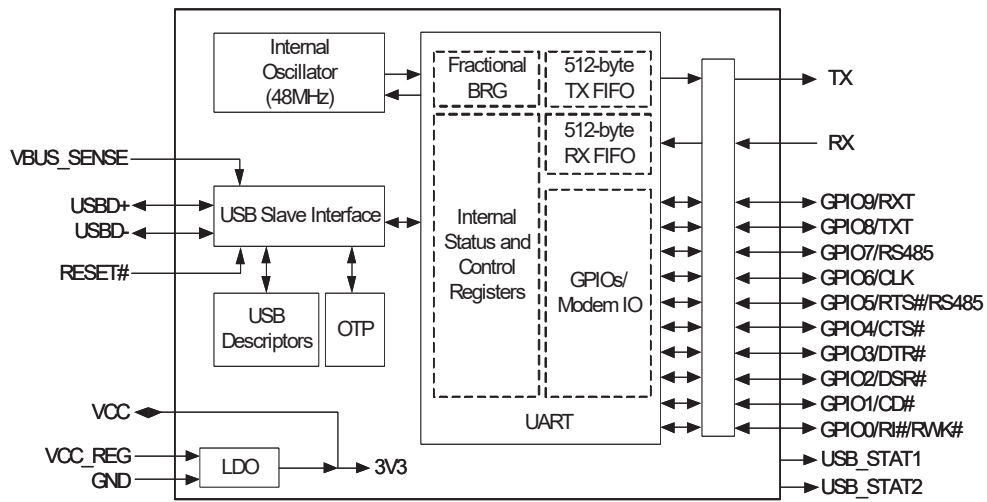 Internal
Oscillator
(48MHz)
Fractional
BRG
512-byte
TX FIFO
512-byte
RX FIFO
TX
RX
VBUS_SENSE
USBD+
USBD-
RESET#
USB Slave Interface
USB
Descriptors
OTP
Internal
Status and
Control
Registers
GPIOs/
Modem IO
UART
GPIO9/RXT
GPIO8/TXT
GPIO7/RS485
GPIO6/CLK
GPIO5/RTS#/RS485
GPIO4/CTS#
GPIO3/DTR#
GPIO2/DSR#
GPIO1/CD#
GPIO0/RI#/RWK#
VCC
VCC_REG
GND
LDO
3V3
USB_STAT1
USB_STAT2